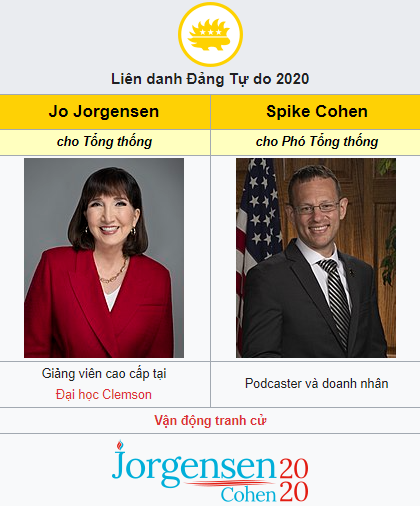 Liên danh Đảng Tự do 2020
Jo Jorgensen
Spike Cohen
cho Tổng thống
cho Phó Tổng thống
Giảng viên cao cấp tại
Đại học Clemson
Podcaster và doanh nhân
Vận động tranh cử
Jorgensen 20
Cohen 20